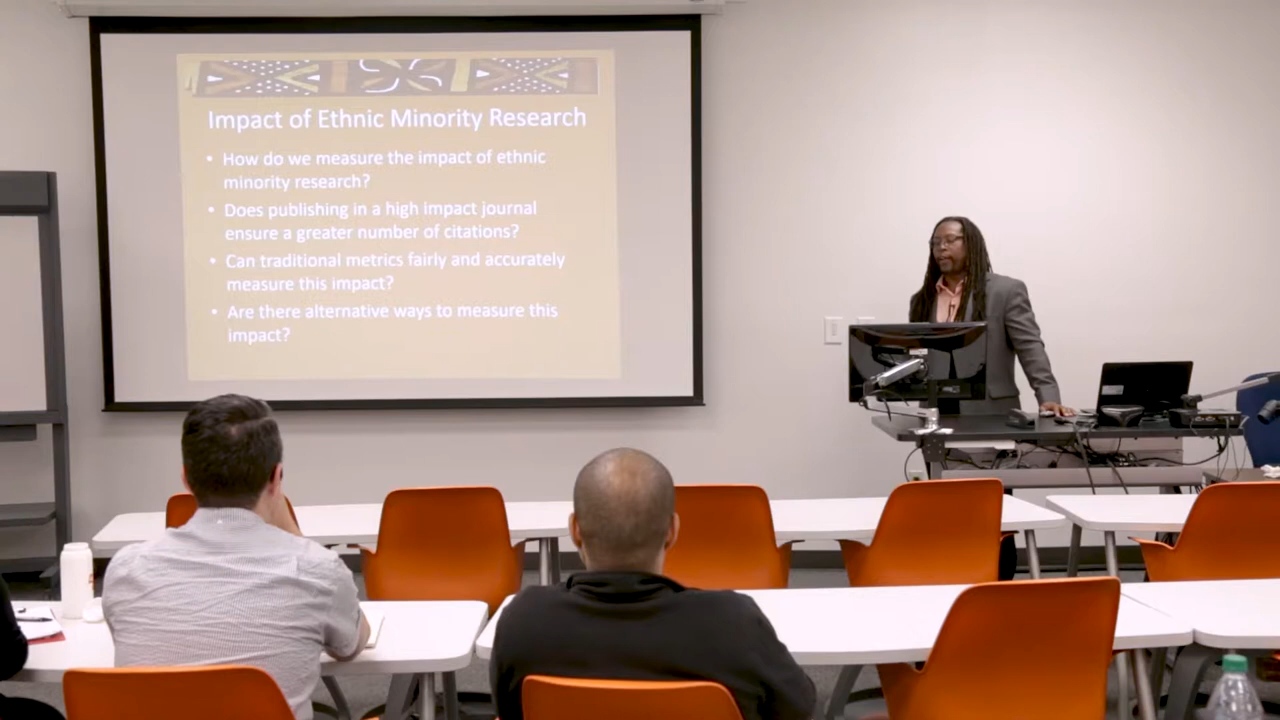 Impact of Ethnic Minority Research
• How do we measure the impact of ethnic
minority research?
• Does publishing in a high impact journal
ensure a greater number of citations?
• Can traditional metrics fairly and accurately
measure this impact?
• Are there alternative ways to measure this
impact?